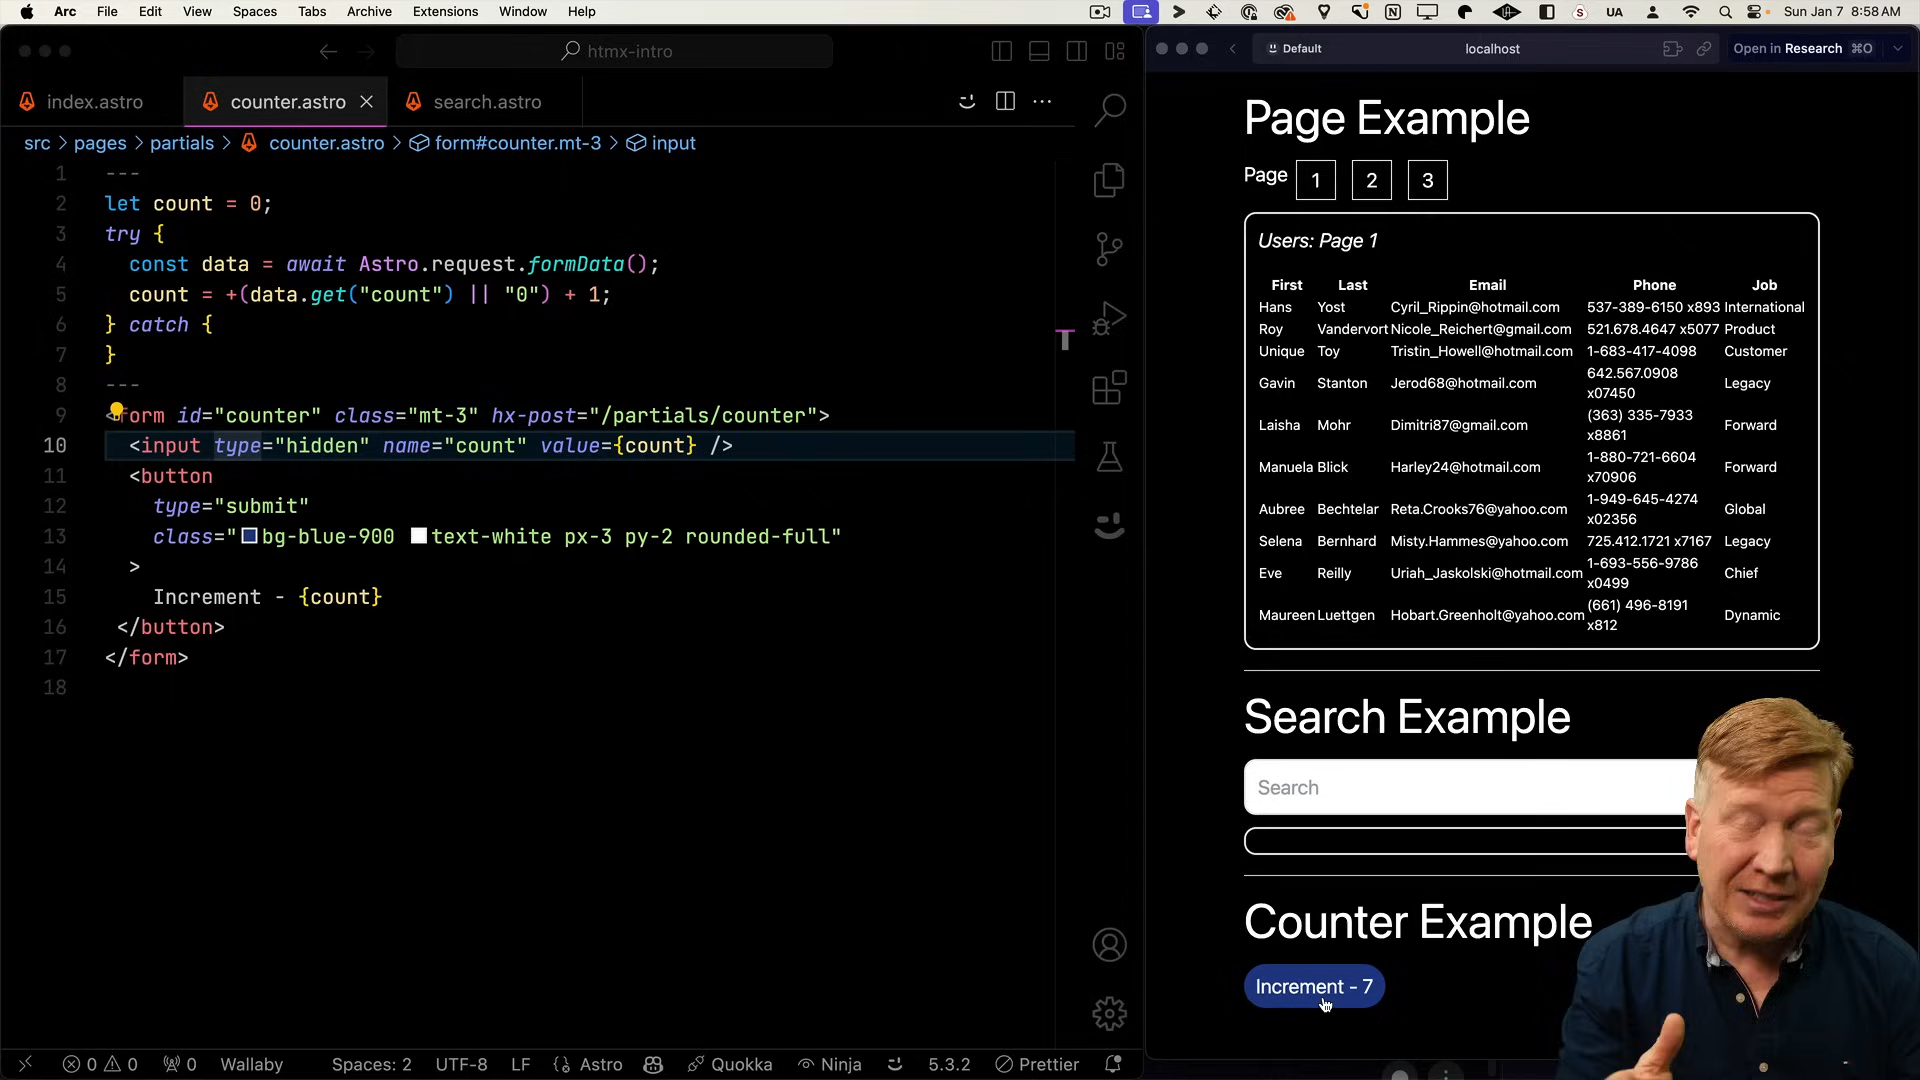 Arc File Edit View Spaces Tabs Archive Extensions Window Help UA Sun Jan 7 8:58 AM
htmx-intro
index.astro counter.astro search.astro
src > pages > partials > counter.astro > form#counter.mt-3 > input
1 ---
2 let count = 0;
3 try {
4 const data = await Astro.request.formData();
5 count = +(data.get("count") || "0") + 1;
6 } catch {
7 }
8 ---
9 <form id="counter" class="mt-3" hx-post="/partials/counter">
10 <input type="hidden" name="count" value={count} />
11 <button
12 type="submit"
13 class="bg-blue-900 text-white px-3 py-2 rounded-full"
14 >
15 Increment - {count}
16 </button>
17 </form>
18
0 0 0 Wallaby Spaces: 2 UTF-8 LF {} Astro Quokka Ninja 5.3.2 Prettier
Default localhost Open in Research ⌘O
Page Example
Page 1 2 3
Users: Page 1
First Last Email Phone Job
Hans Yost Cyril_Rippin@hotmail.com 537-389-6150 x893 International
Roy Vandervort Nicole_Reichert@gmail.com 521.678.4647 x5077 Product
Unique Toy Tristin_Howell@hotmail.com 1-683-417-4098 Customer
Gavin Stanton Jerod68@hotmail.com 642.567.0908 x07450 Legacy
Laisha Mohr Dimitri87@gmail.com (363) 335-7933 x8861 Forward
Manuela Blick Harley24@hotmail.com 1-880-721-6604 x70906 Forward
Aubree Bechtelar Reta.Crooks76@yahoo.com 1-949-645-4274 x02356 Global
Selena Bernhard Misty.Hammes@yahoo.com 725.412.1721 x7167 Legacy
Eve Reilly Uriah_Jaskolski@hotmail.com 1-693-556-9786 x0499 Chief
Maureen Luettgen Hobart.Greenholt@yahoo.com (661) 496-8191 x812 Dynamic
Search Example
Search
Counter Example
Increment - 7